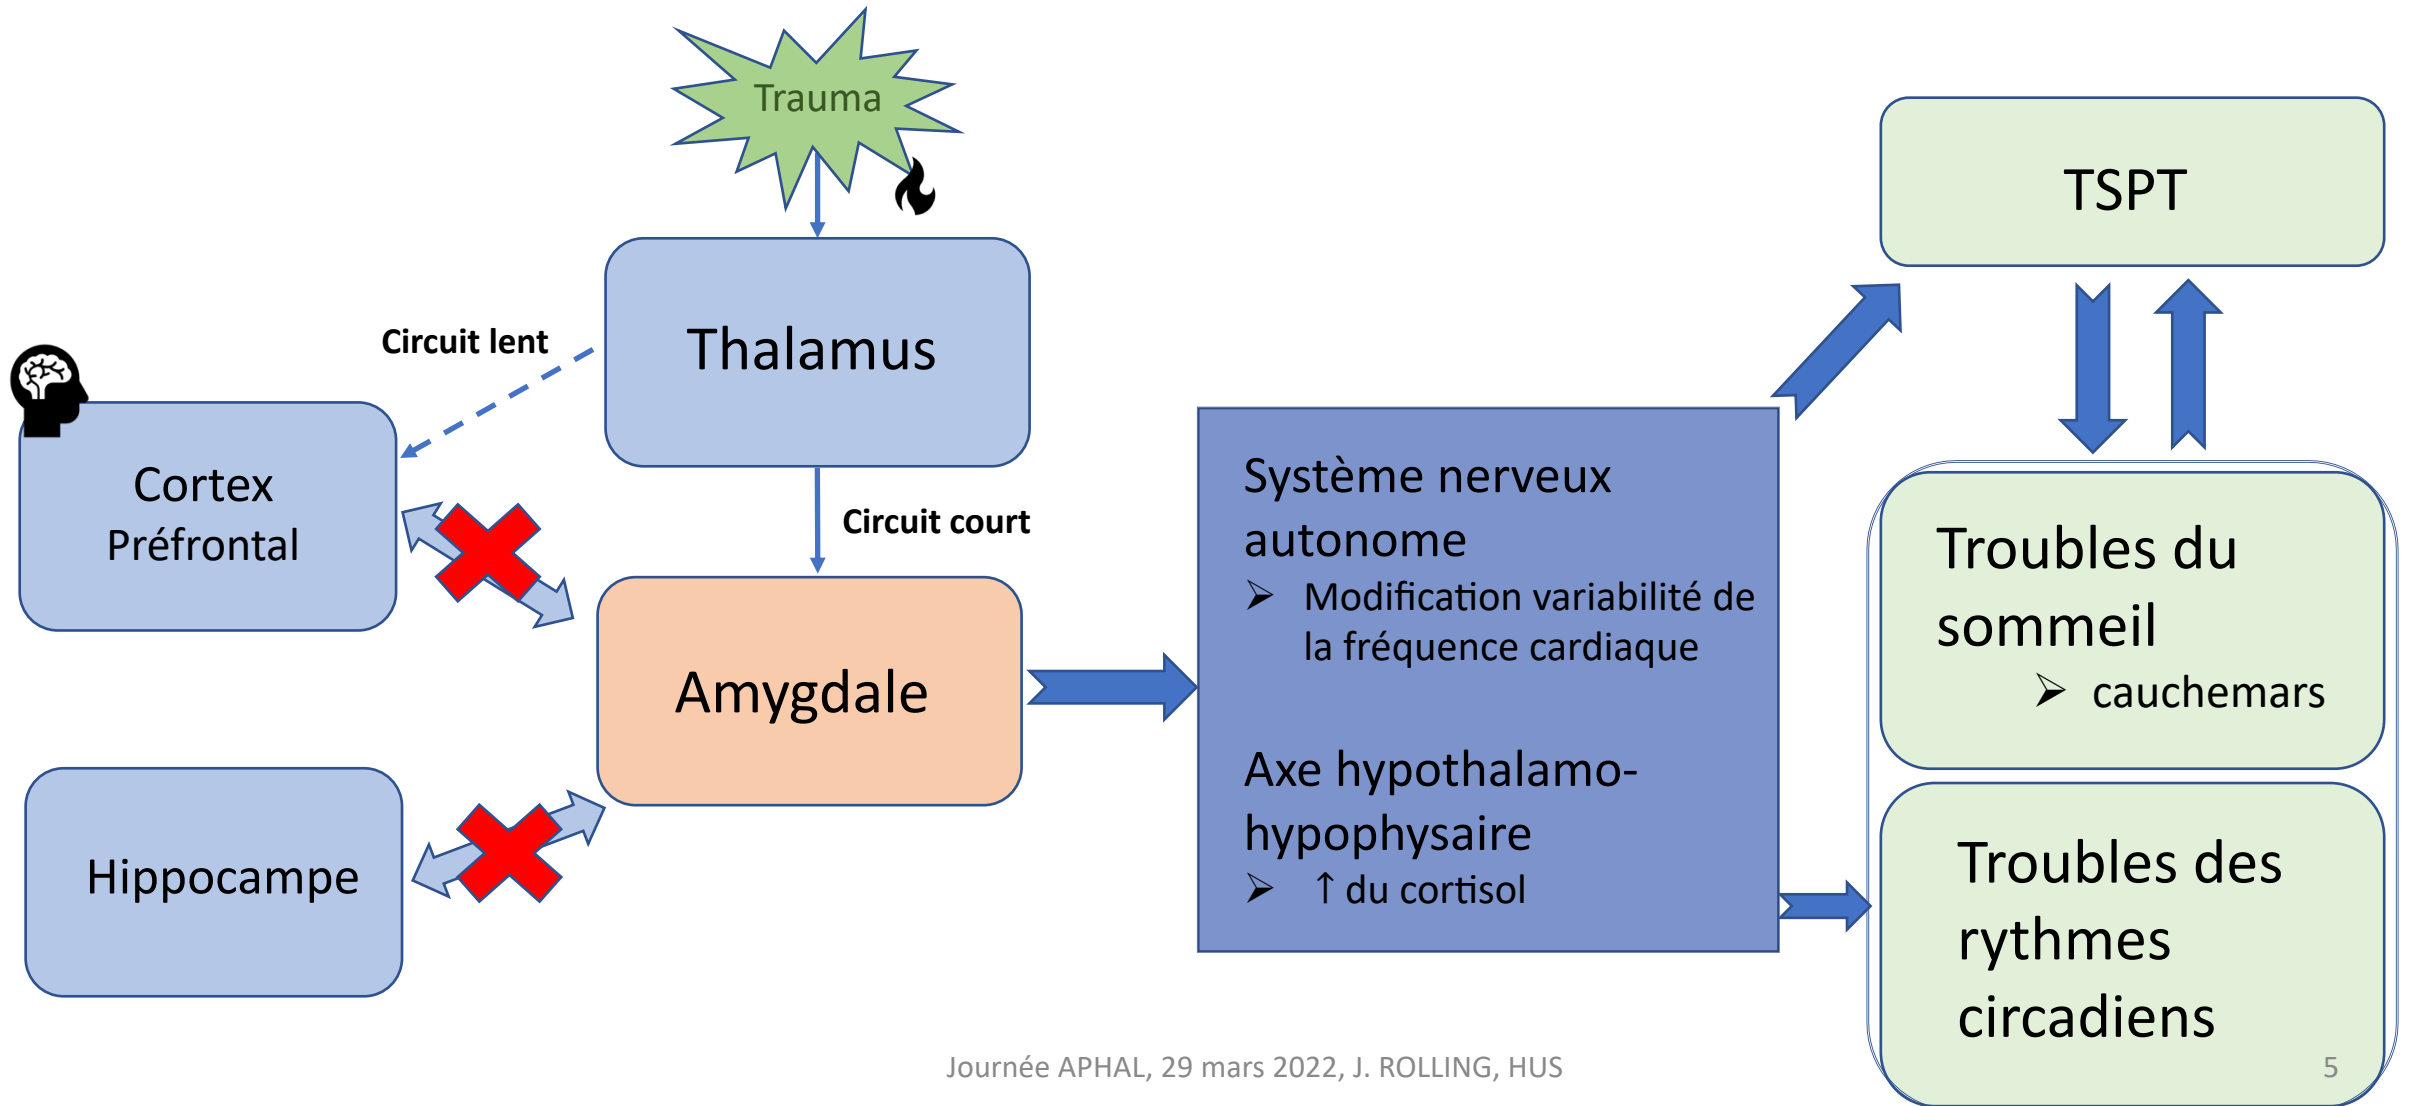 Trauma
Thalamus
Circuit lent
Cortex
Préfrontal
Circuit court
Amygdale
Hippocampe
Système nerveux
autonome
➢ Modification variabilité de
la fréquence cardiaque
Axe hypothalamo-
hypophysaire
➢ ↑ du cortisol
TSPT
Troubles du
sommeil
➢ cauchemars
Troubles des
rythmes
circadiens
Journée APHAL, 29 mars 2022, J. ROLLING, HUS
5